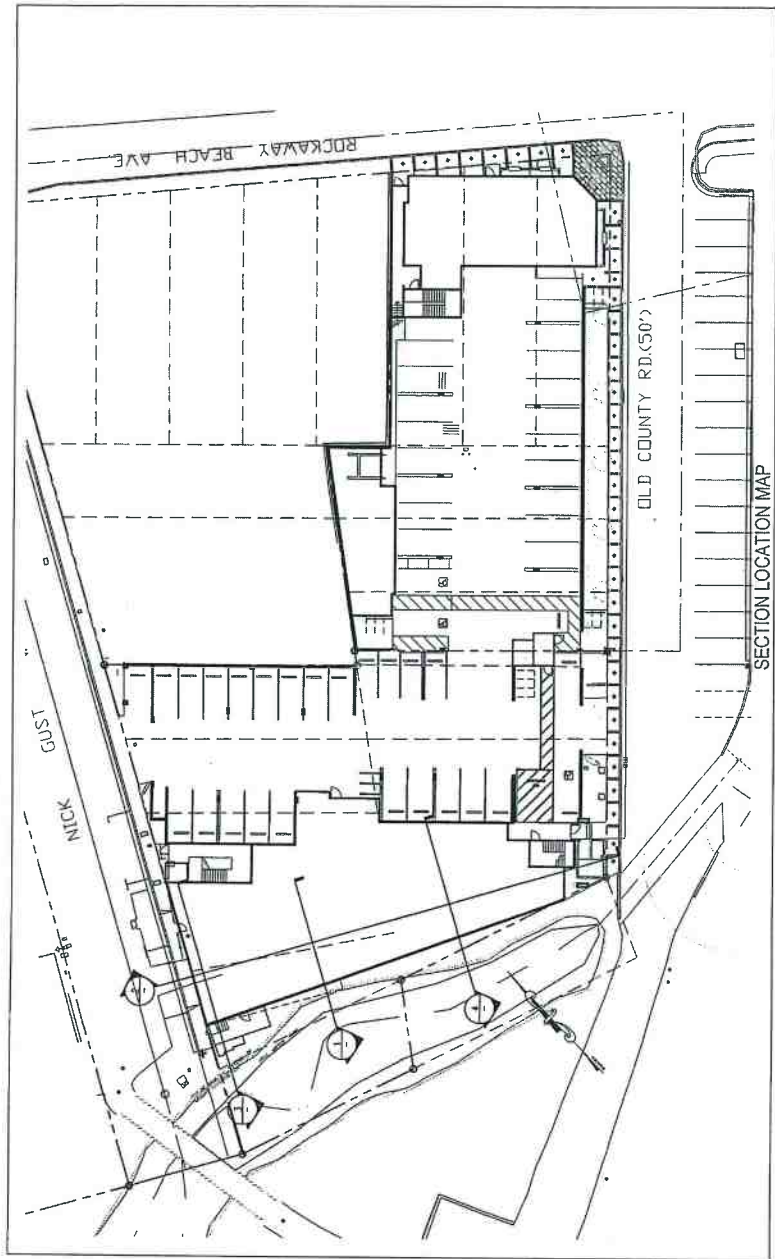 ROCKAWAY BEACH AVE.
OLD COUNTY RD.(50')
NICK GUST
SECTION LOCATION MAP